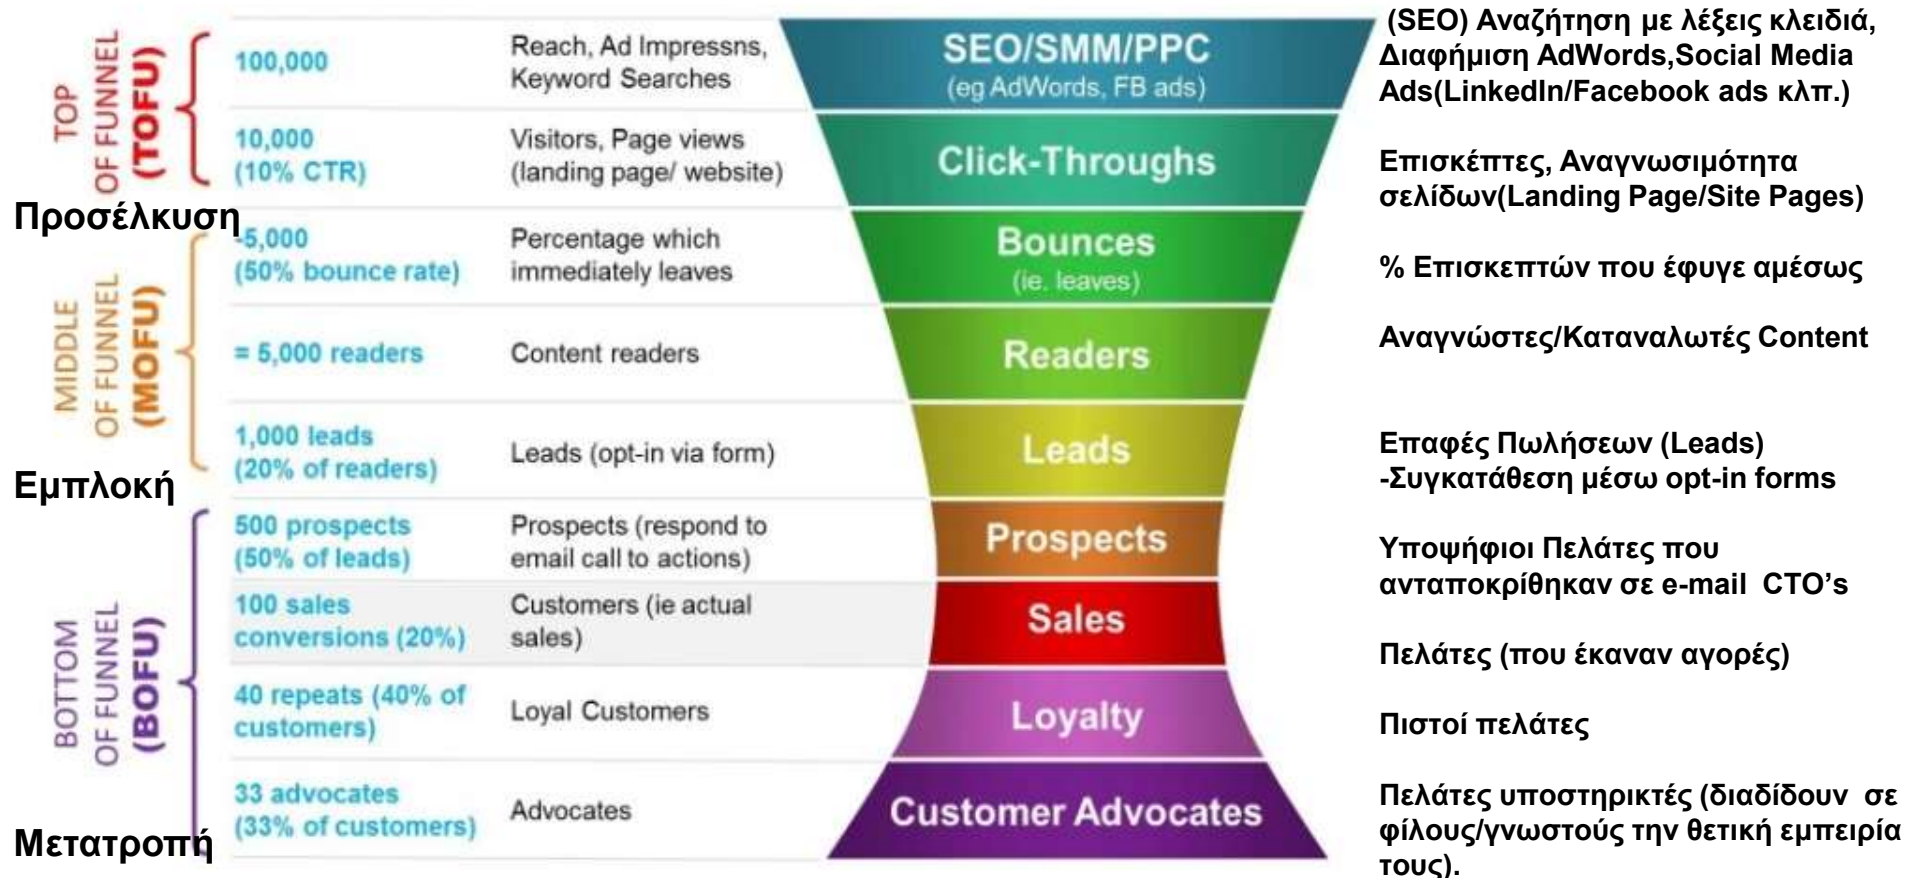 TOP
OF FUNNEL
(TOFU)
Προσέλκυση
100,000
Reach, Ad Impressns,
Keyword Searches
SEO/SMM/PPC
(eg AdWords, FB ads)
(SEO) Αναζήτηση με λέξεις κλειδιά,
Διαφήμιση AdWords,Social Media
Ads(LinkedIn/Facebook ads κλπ.)
10,000
(10% CTR)
Visitors, Page views
(landing page/ website)
Click-Throughs
Επισκέπτες, Αναγνωσιμότητα
σελίδων(Landing Page/Site Pages)
MIDDLE
OF FUNNEL
(MOFU)
Εμπλοκή
-5,000
(50% bounce rate)
Percentage which
immediately leaves
Bounces
(ie. leaves)
% Επισκεπτών που έφυγε αμέσως
= 5,000 readers
Content readers
Readers
Αναγνώστες/Καταναλωτές Content
1,000 leads
(20% of readers)
Leads (opt-in via form)
Leads
Επαφές Πωλήσεων (Leads)
-Συγκατάθεση μέσω opt-in forms
BOTTOM
OF FUNNEL
(BOFU)
Μετατροπή
500 prospects
(50% of leads)
Prospects (respond to
email call to actions)
Prospects
Υποψήφιοι Πελάτες που
ανταποκρίθηκαν σε e-mail CTO’s
100 sales
conversions (20%)
Customers (ie actual
sales)
Sales
Πελάτες (που έκαναν αγορές)
40 repeats (40% of
customers)
Loyal Customers
Loyalty
Πιστοί πελάτες
33 advocates
(33% of customers)
Advocates
Customer Advocates
Πελάτες υποστηρικτές (διαδίδουν σε
φίλους/γνωστούς την θετική εμπειρία
τους).